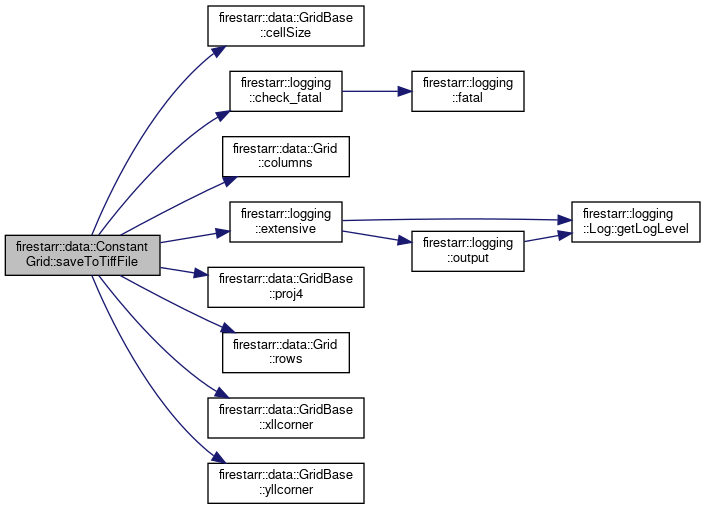 firestarr::data::Constant
Grid::saveToTiffFile
firestarr::data::GridBase
::cellSize
firestarr::logging
::check_fatal
firestarr::logging
::fatal
firestarr::data::Grid
::columns
firestarr::logging
::extensive
firestarr::logging
::Log::getLogLevel
firestarr::logging
::output
firestarr::data::GridBase
::proj4
firestarr::data::Grid
::rows
firestarr::data::GridBase
::xllcorner
firestarr::data::GridBase
::yllcorner